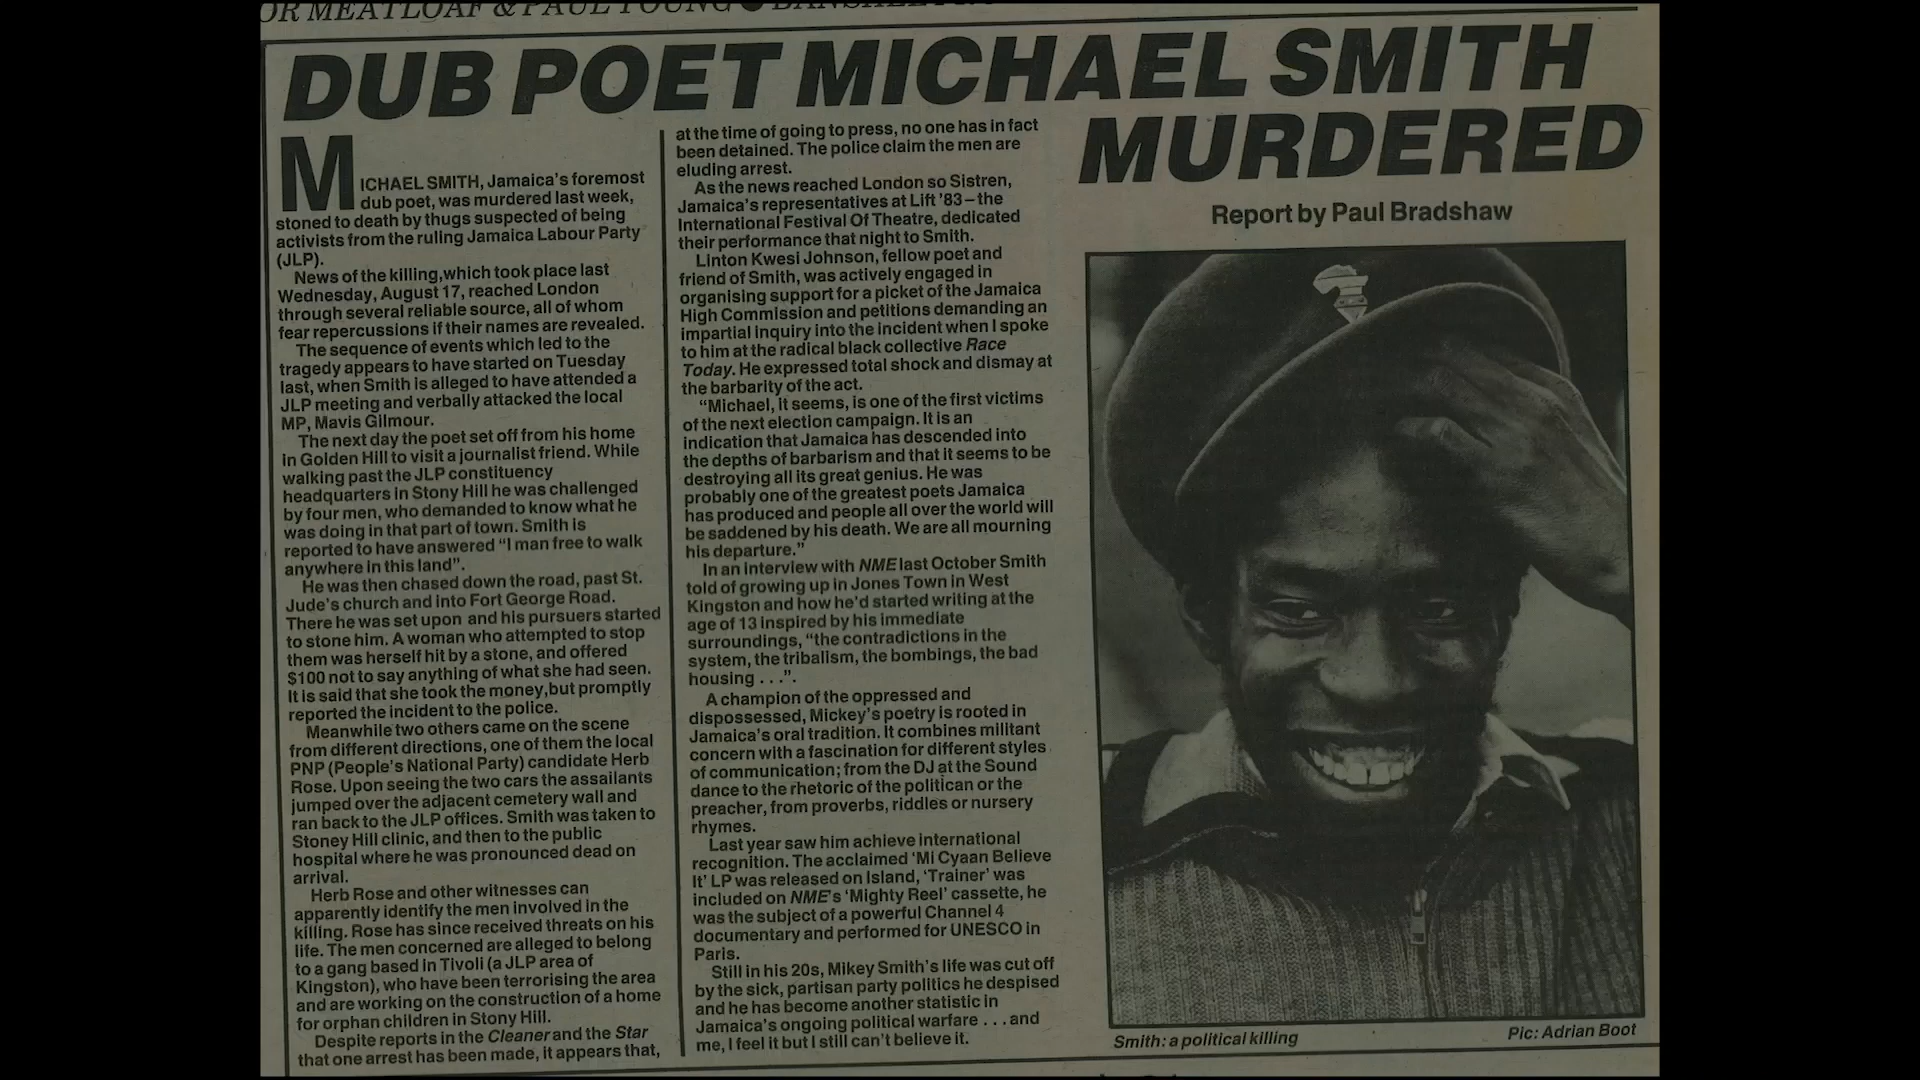 OR MEATLOAF & PAUL YOUNG
DUB POET MICHAEL SMITH
MURDERED
Report by Paul Bradshaw
MICHAEL SMITH, Jamaica's foremost
dub poet, was murdered last week,
stoned to death by thugs suspected of being
activists from the ruling Jamaica Labour Party
(JLP).
News of the killing,which took place last
Wednesday, August 17, reached London
through several reliable source, all of whom
fear repercussions if their names are revealed.
The sequence of events which led to the
tragedy appears to have started on Tuesday
last, when Smith is alleged to have attended a
JLP meeting and verbally attacked the local
MP, Mavis Gilmour.
The next day the poet set off from his home
in Golden Hill to visit a journalist friend. While
walking past the JLP constituency
headquarters in Stony Hill he was challenged
by four men, who demanded to know what he
was doing in that part of town. Smith is
reported to have answered "I man free to walk
anywhere in this land".
He was then chased down the road, past St.
Jude's church and into Fort George Road.
There he was set upon and his pursuers started
to stone him. A woman who attempted to stop
them was herself hit by a stone, and offered
$100 not to say anything of what she had seen.
It is said that she took the money,but promptly
reported the incident to the police.
Meanwhile two others came on the scene
from different directions, one of them the local
PNP (People's National Party) candidate Herb
Rose. Upon seeing the two cars the assailants
jumped over the adjacent cemetery wall and
ran back to the JLP offices. Smith was taken to
Stoney Hill clinic, and then to the public
hospital where he was pronounced dead on
arrival.
Herb Rose and other witnesses can
apparently identify the men involved in the
killing. Rose has since received threats on his
life. The men concerned are alleged to belong
to a gang based in Tivoli (a JLP area of
Kingston), who have been terrorising the area
and are working on the construction of a home
for orphan children in Stony Hill.
Despite reports in the Cleaner and the Star
that one arrest has been made, it appears that,
at the time of going to press, no one has in fact
been detained. The police claim the men are
eluding arrest.
As the news reached London so Sistren,
Jamaica's representatives at Lift '83 – the
International Festival Of Theatre, dedicated
their performance that night to Smith.
Linton Kwesi Johnson, fellow poet and
friend of Smith, was actively engaged in
organising support for a picket of the Jamaica
High Commission and petitions demanding an
impartial Inquiry into the incident when I spoke
to him at the radical black collective Race
Today. He expressed total shock and dismay at
the barbarity of the act.
"Michael, it seems, is one of the first victims
of the next election campaign. It is an
indication that Jamaica has descended into
the depths of barbarism and that it seems to be
destroying all its great genius. He was
probably one of the greatest poets Jamaica
has produced and people all over the world will
be saddened by his death. We are all mourning
his departure."
In an interview with NME last October Smith
told of growing up in Jones Town in West
Kingston and how he'd started writing at the
age of 13 inspired by his immediate
surroundings, "the contradictions in the
system, the tribalism, the bombings, the bad
housing . . .".
A champion of the oppressed and
dispossessed, Mickey's poetry is rooted in
Jamaica's oral tradition. It combines militant
concern with a fascination for different styles
of communication; from the DJ at the Sound
dance to the rhetoric of the politican or the
preacher, from proverbs, riddles or nursery
rhymes.
Last year saw him achieve international
recognition. The acclaimed 'Mi Cyaan Believe
It' LP was released on Island, 'Trainer' was
included on NME's 'Mighty Reel' cassette, he
was the subject of a powerful Channel 4
documentary and performed for UNESCO in
Paris.
Still in his 20s, Mikey Smith's life was cut off
by the sick, partisan party politics he despised
and he has become another statistic in
Jamaica's ongoing political warfare . . . and
me, I feel it but I still can't believe it.
Smith: a political killing
Pic: Adrian Boot